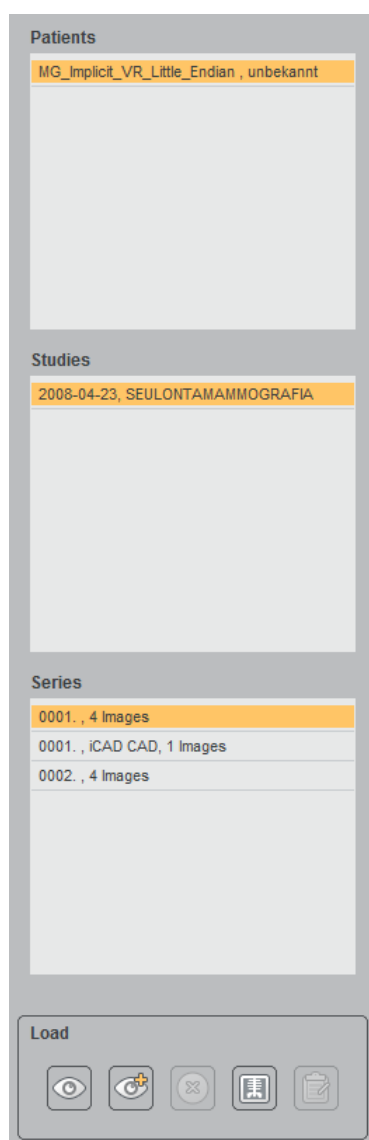 Patients
MG_Implicit_VR_Little_Endian , unbekannt
Studies
2008-04-23, SEULONTAMAMMOGRAFIA
Series
0001. , 4 Images
0001. , iCAD CAD, 1 Images
0002. , 4 Images
Load